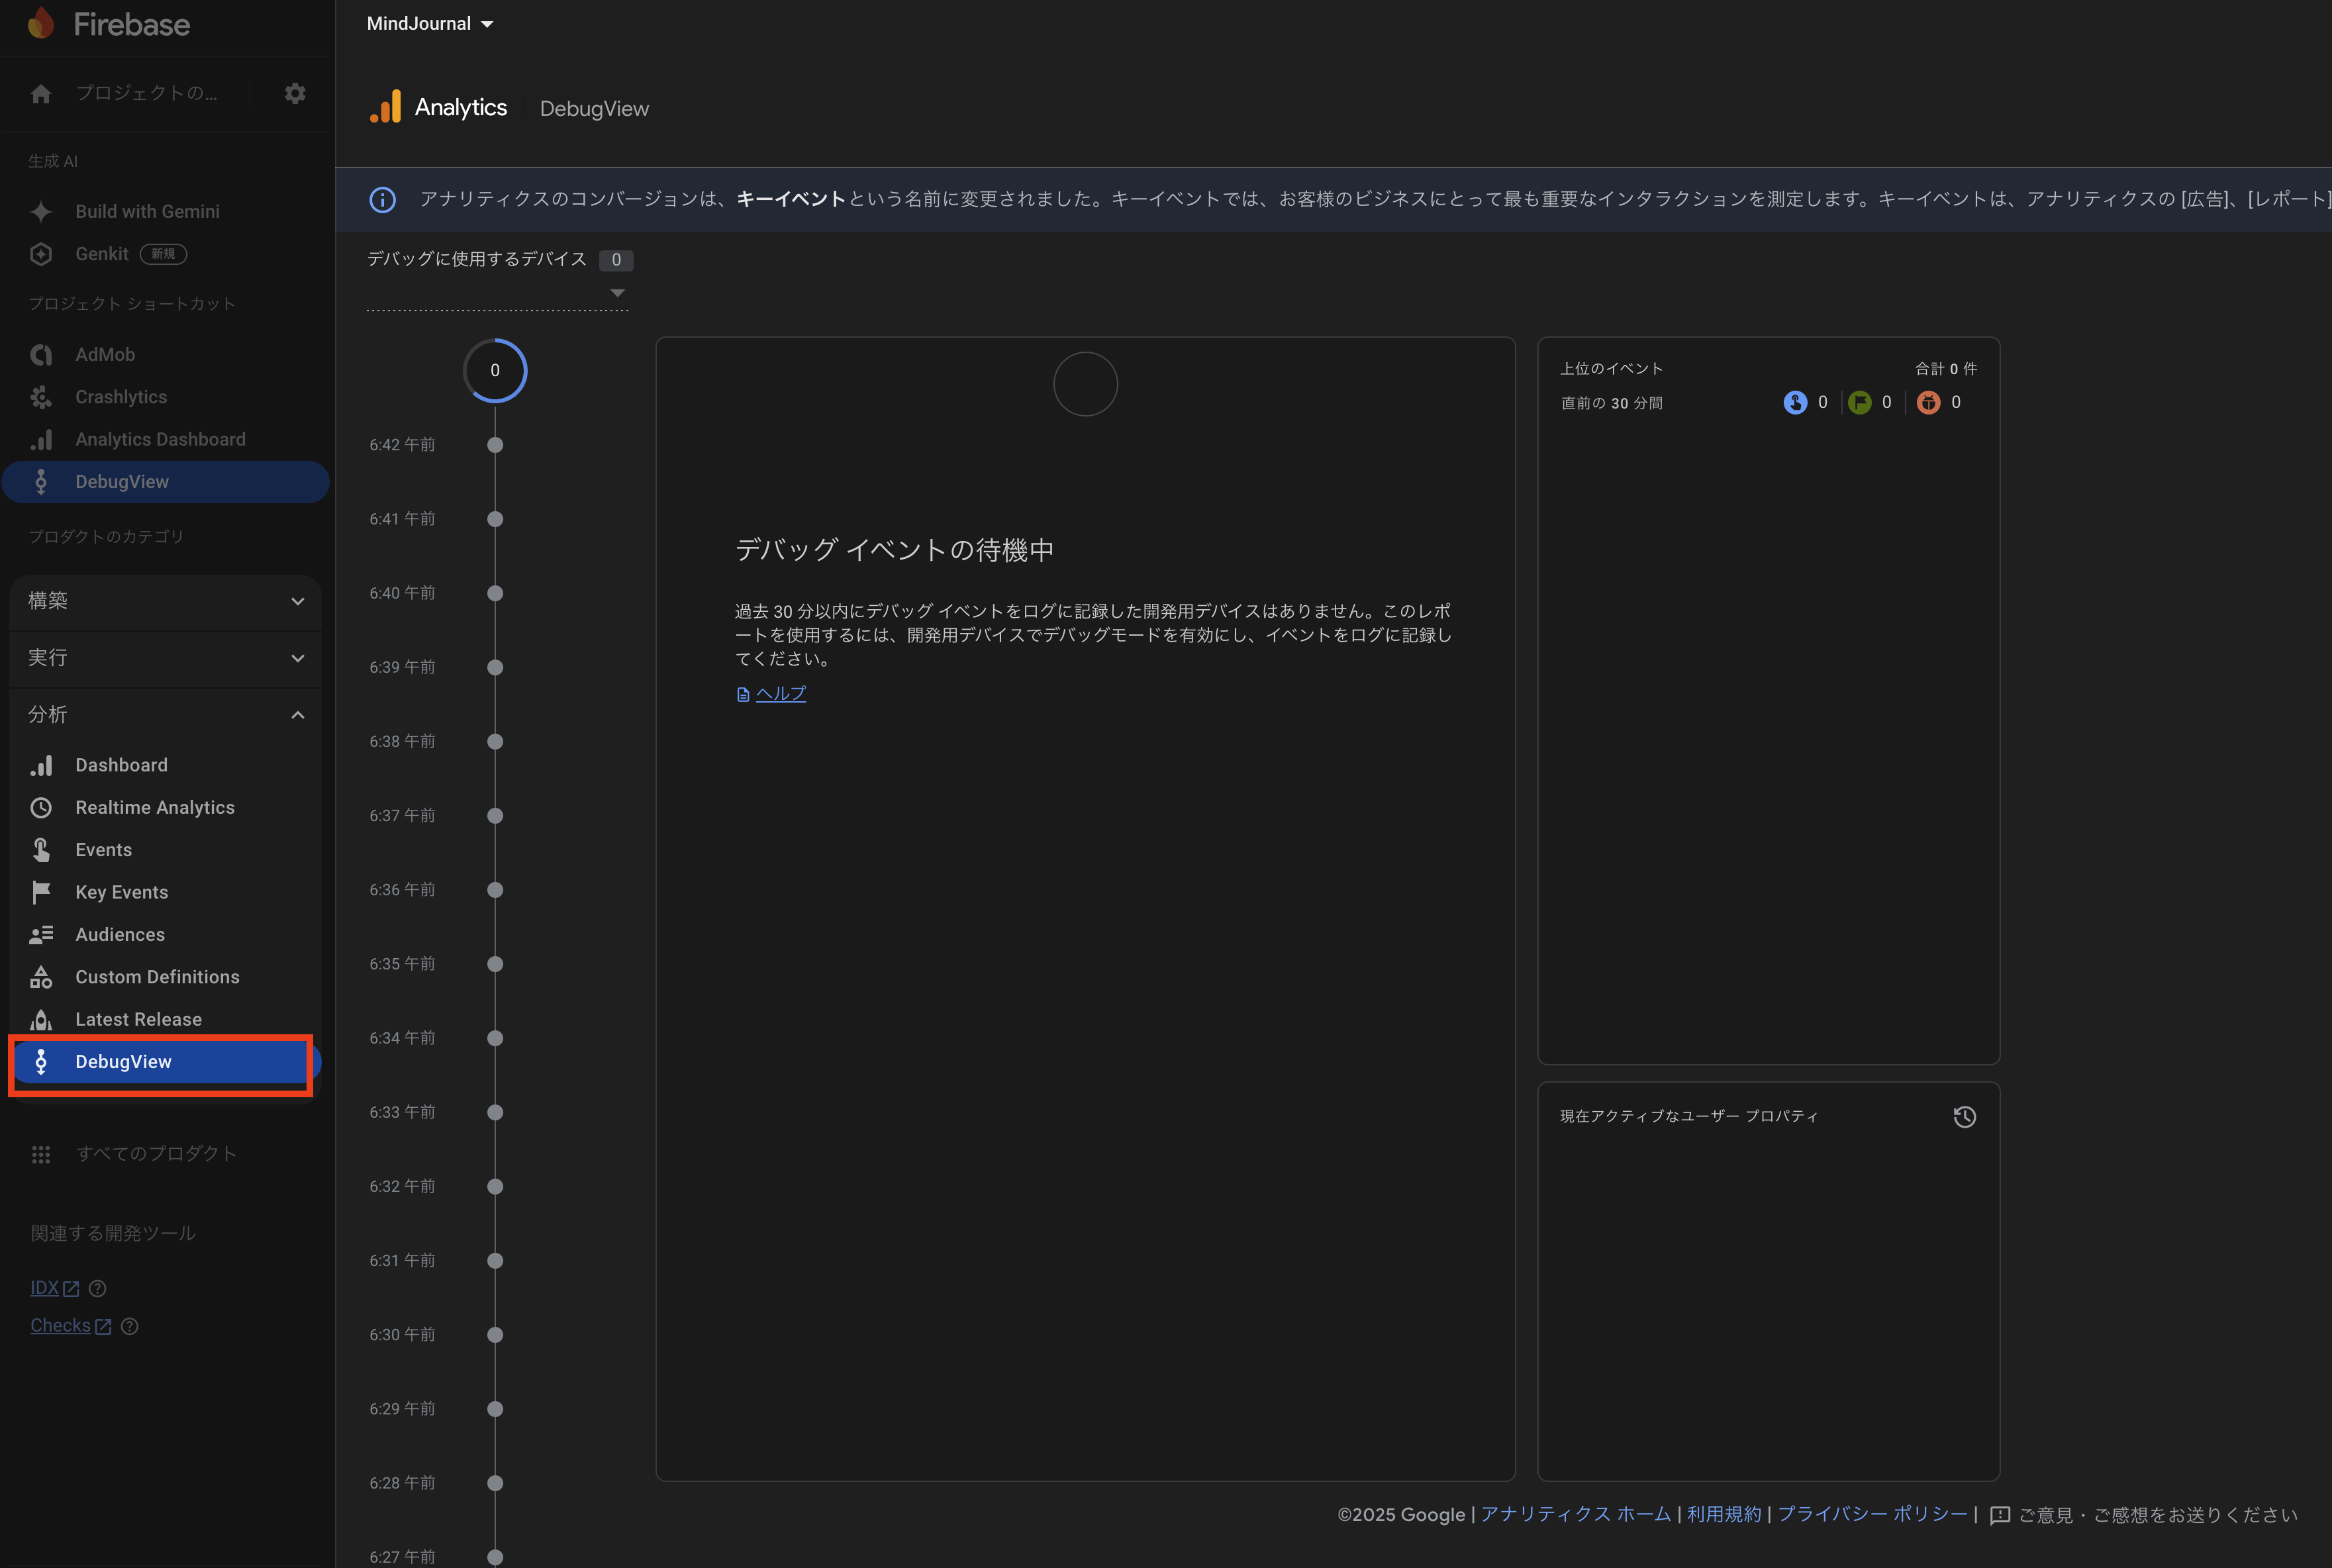 Firebase
プロジェクトの...
生成 AI
Build with Gemini
Genkit 新規
プロジェクト ショートカット
AdMob
Crashlytics
Analytics Dashboard
DebugView
プロダクトのカテゴリ
構築
実行
分析
Dashboard
Realtime Analytics
Events
Key Events
Audiences
Custom Definitions
Latest Release
DebugView
すべてのプロダクト
関連する開発ツール
IDX
Checks
MindJournal
Analytics DebugView
アナリティクスのコンバージョンは、キーイベントという名前に変更されました。キーイベントでは、お客様のビジネスにとって最も重要なインタラクションを測定します。キーイベントは、アナリティクスの [広告]、[レポート]
デバッグに使用するデバイス 0
0
6:42 午前
6:41 午前
6:40 午前
6:39 午前
6:38 午前
6:37 午前
6:36 午前
6:35 午前
6:34 午前
6:33 午前
6:32 午前
6:31 午前
6:30 午前
6:29 午前
6:28 午前
6:27 午前
デバッグ イベントの待機中
過去 30 分以内にデバッグ イベントをログに記録した開発用デバイスはありません。このレポ
ートを使用するには、開発用デバイスでデバッグモードを有効にし、イベントをログに記録し
てください。
ヘルプ
上位のイベント 合計 0 件
直前の 30 分間 0 0 0
現在アクティブなユーザー プロパティ
©2025 Google | アナリティクス ホーム | 利用規約 | プライバシー ポリシー | ご意見・ご感想をお送りください